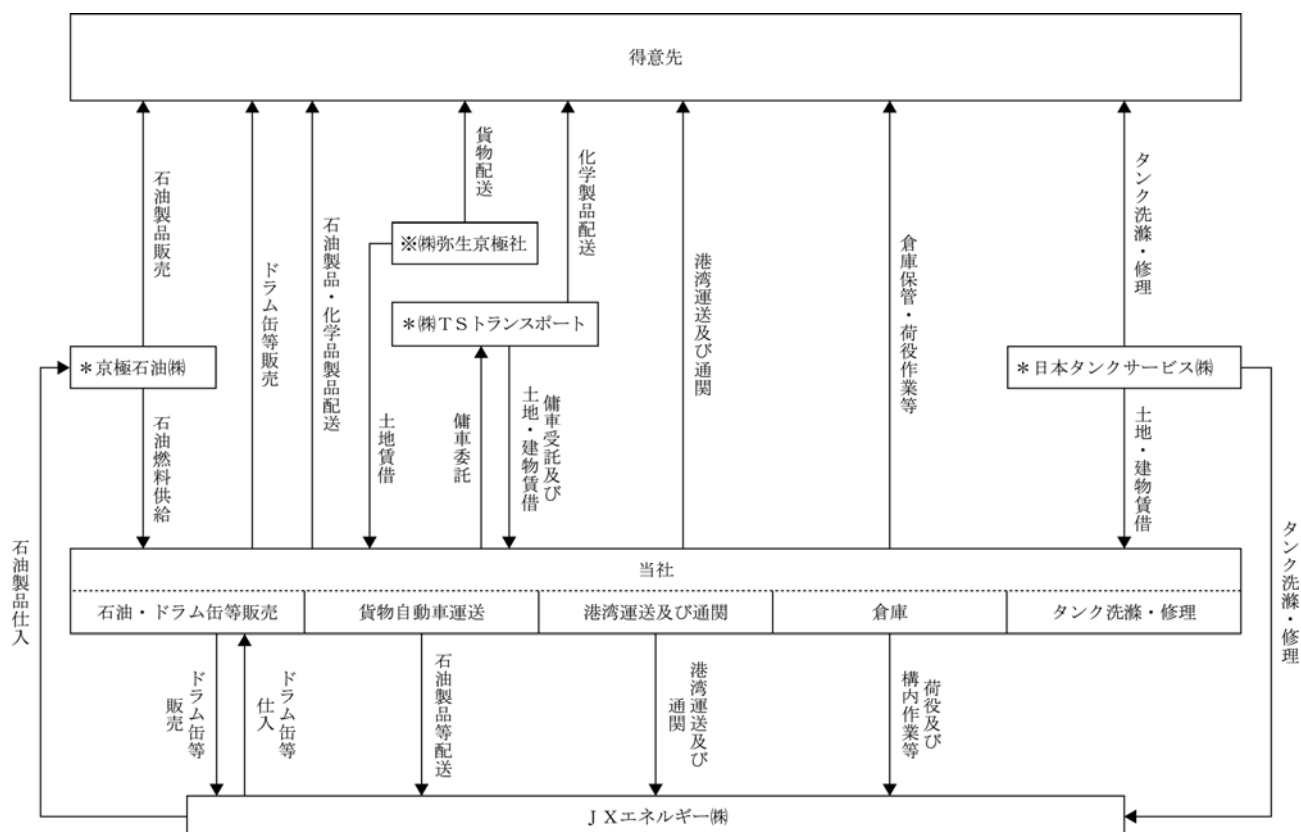 得意先
石油製品販売
ドラム缶等販売
石油製品・化学品製品配送
貨物配送
化学製品配送
港湾運送及び通関
倉庫保管・荷役作業等
タンク洗滌・修理
※㈱弥生京極社
*㈱TSトランスポート
*京極石油㈱
*日本タンクサービス㈱
石油燃料供給
土地賃借
傭車委託
傭車受託及び
土地・建物賃借
土地・建物賃借
石油製品仕入
タンク洗滌・修理
当社
石油・ドラム缶等販売
貨物自動車運送
港湾運送及び通関
倉庫
タンク洗滌・修理
ドラム缶等
販売
ドラム缶等
仕入
石油製品等配送
港湾運送及び
通関
荷役及び
構内作業等
JXエネルギー㈱